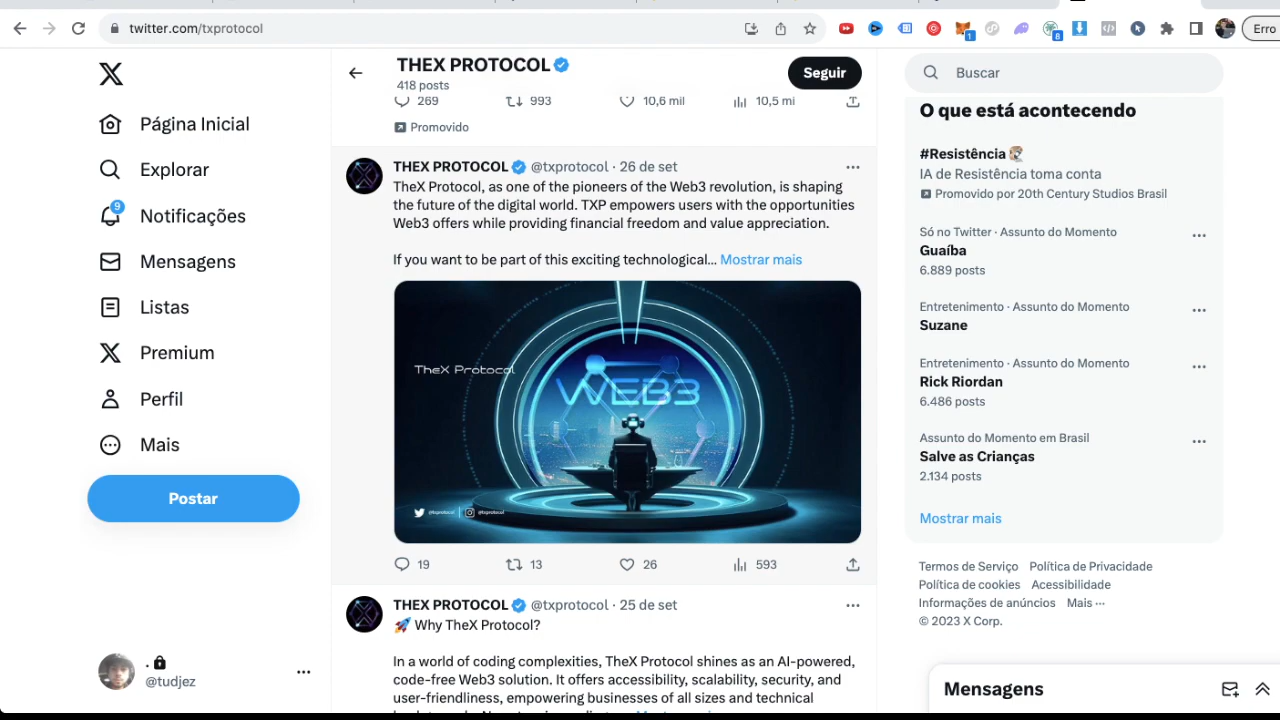 twitter.com/txprotocol
1
8
Erro
THEX PROTOCOL
418 posts
Seguir
Buscar
269 993 10,6 mil 10,5 mi
Promovido
Página Inicial
Explorar
9
Notificações
Mensagens
Listas
Premium
Perfil
Mais
Postar
. 
@tudjez
THEX PROTOCOL @txprotocol · 26 de set
TheX Protocol, as one of the pioneers of the Web3 revolution, is shaping
the future of the digital world. TXP empowers users with the opportunities
Web3 offers while providing financial freedom and value appreciation.
If you want to be part of this exciting technological... Mostrar mais
TheX Protocol
WEB3
@txprotocol | @txprotocol
19 13 26 593
THEX PROTOCOL @txprotocol · 25 de set
🚀 Why TheX Protocol?
In a world of coding complexities, TheX Protocol shines as an AI-powered,
code-free Web3 solution. It offers accessibility, scalability, security, and
user-friendliness, empowering businesses of all sizes and technical
O que está acontecendo
#Resistência
IA de Resistência toma conta
Promovido por 20th Century Studios Brasil
Só no Twitter · Assunto do Momento
Guaíba
6.889 posts
Entretenimento · Assunto do Momento
Suzane
Entretenimento · Assunto do Momento
Rick Riordan
6.486 posts
Assunto do Momento em Brasil
Salve as Crianças
2.134 posts
Mostrar mais
Termos de Serviço Política de Privacidade
Política de cookies Acessibilidade
Informações de anúncios Mais ···
© 2023 X Corp.
Mensagens